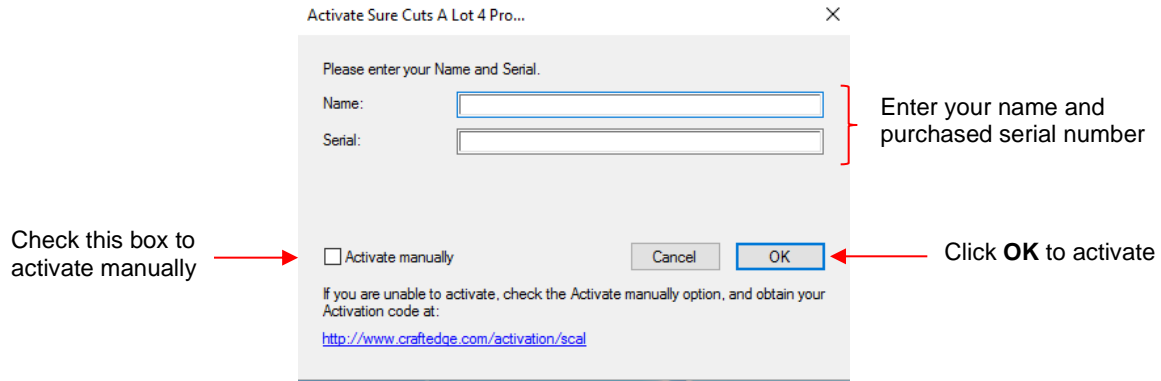 Activate Sure Cuts A Lot 4 Pro...
Please enter your Name and Serial.
Name:
Serial:
Enter your name and
purchased serial number
Check this box to
activate manually
Activate manually
Cancel
OK
Click OK to activate
If you are unable to activate, check the Activate manually option, and obtain your
Activation code at:
http://www.craftedge.com/activation/scal